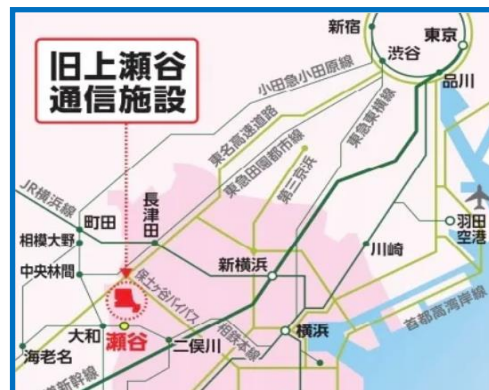 旧上瀬谷
通信施設
新宿
渋谷
東京
品川
小田急小田原線
東名高速道路
東急田園都市線
第三京浜
東急東横線
JR横浜線
町田
長津田
相模大野
中央林間
保土ヶ谷バイパス
新横浜
川崎
羽田
空港
首都高湾岸線
大和
瀬谷
二俣川
相鉄本線
横浜
海老名
道新幹線